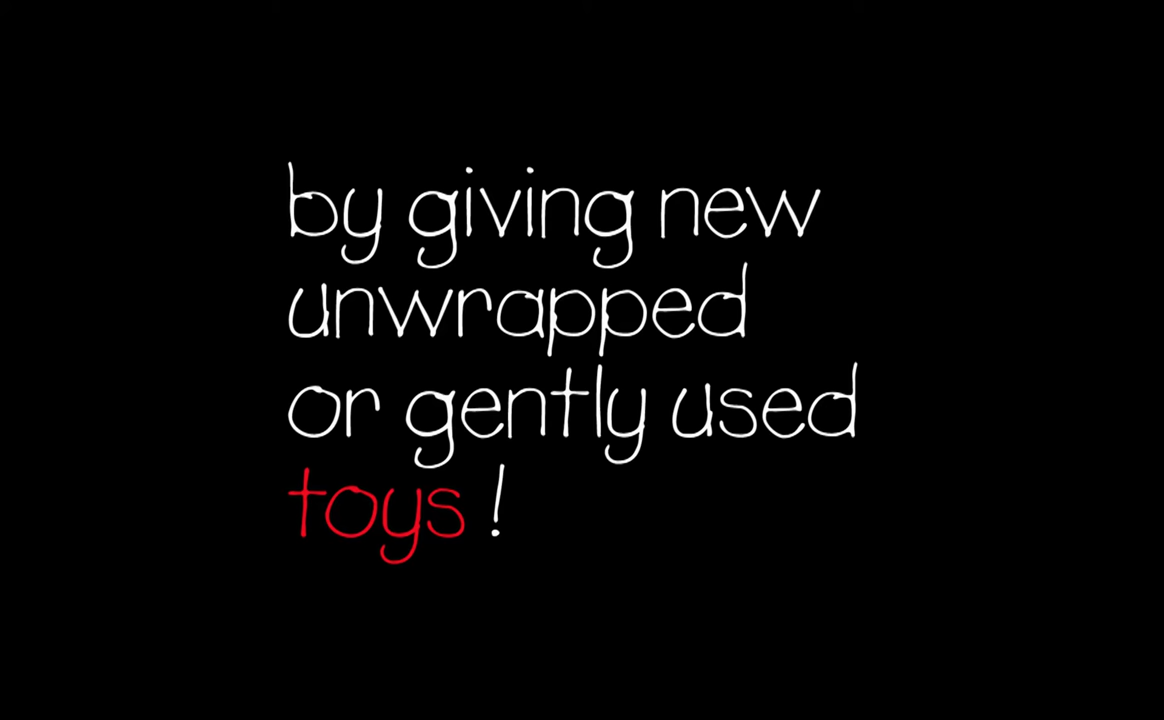 by giving new
unwrapped
or gently used
toys !